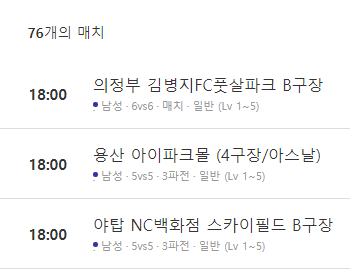 76개의 매치
18:00
의정부 김병지FC풋살파크 B구장
남성 · 6vs6 · 매치 · 일반 (Lv 1~5)
18:00
용산 아이파크몰 (4구장/아스날)
남성 · 5vs5 · 3파전 · 일반 (Lv 1~5)
18:00
야탑 NC백화점 스카이필드 B구장
남성 · 5vs5 · 3파전 · 일반 (Lv 1~5)